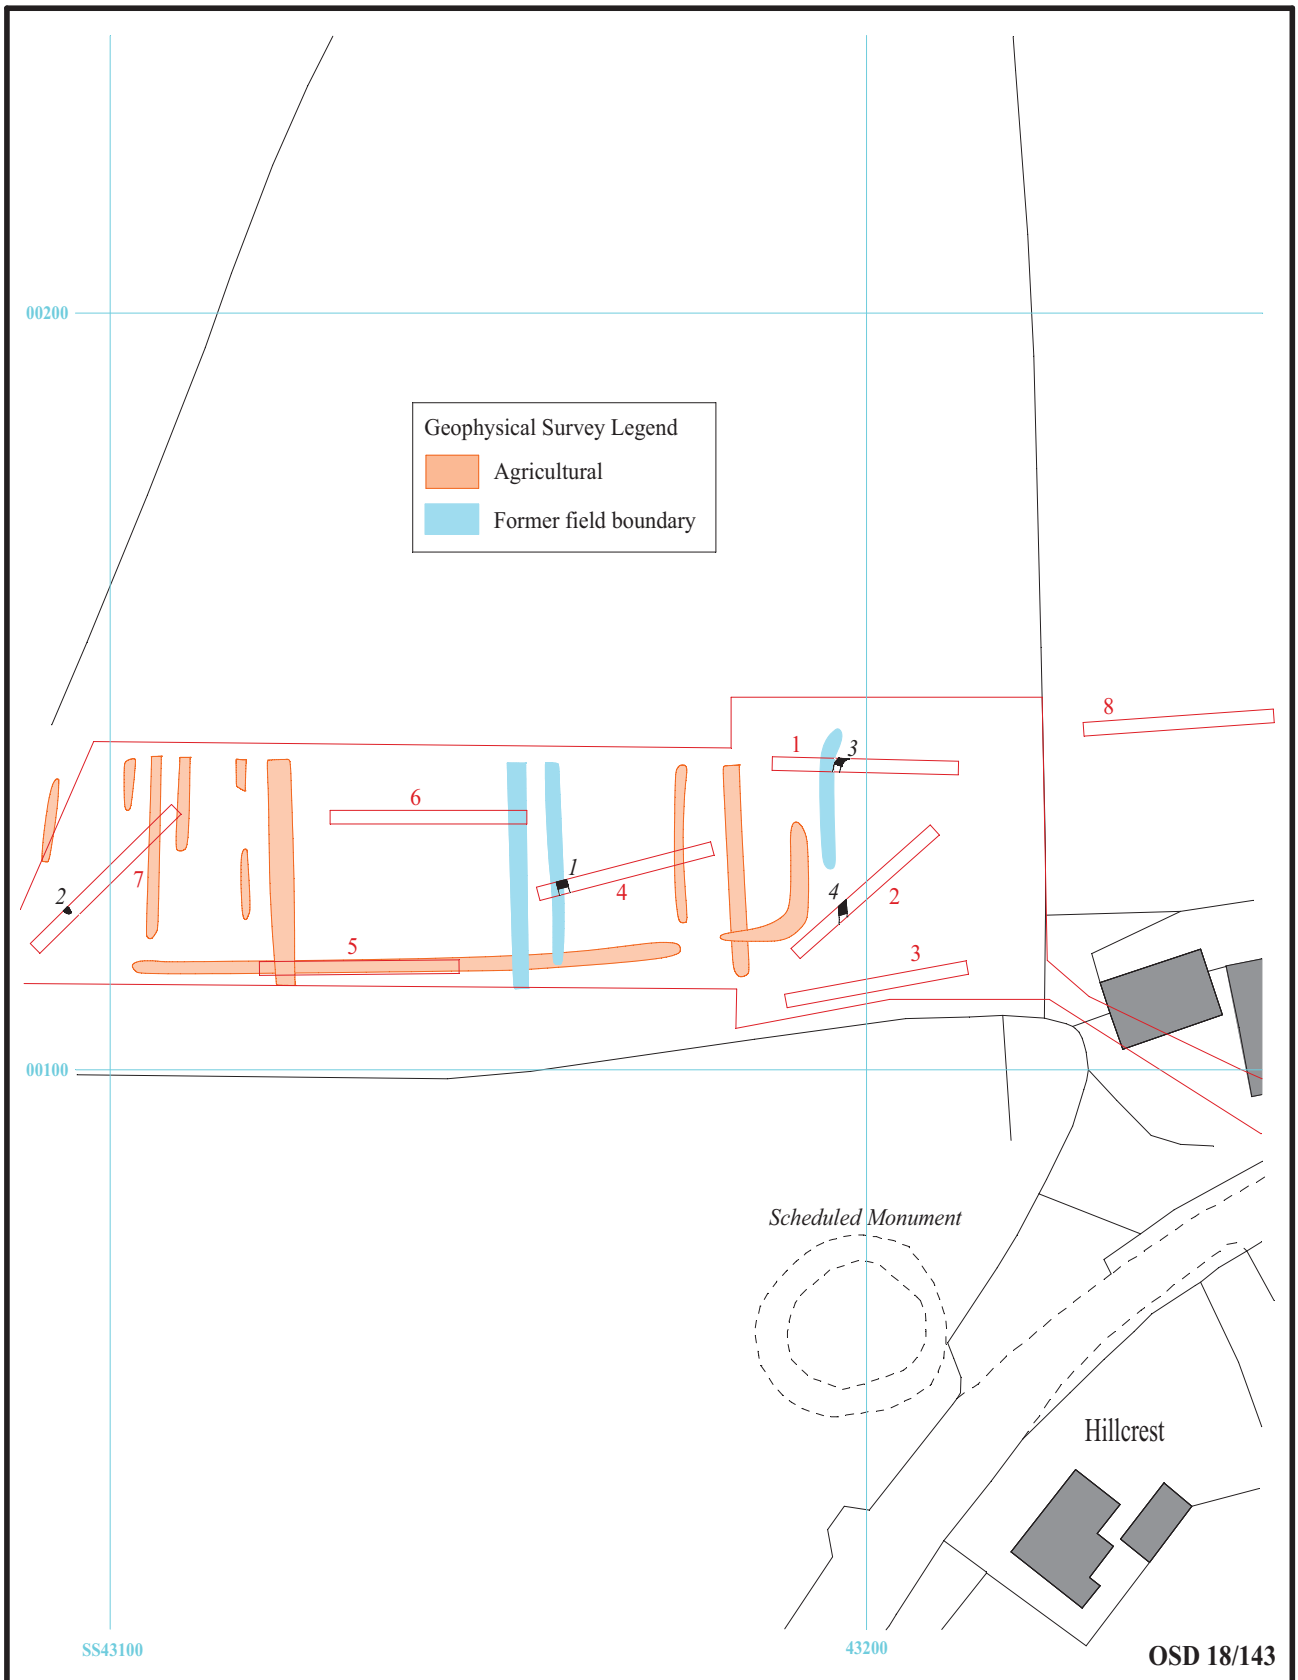 00200
Geophysical Survey Legend
Agricultural
Former field boundary
8
1
3
6
1
4
7
2
4
2
5
3
00100
Scheduled Monument
Hillcrest
SS43100
43200
OSD 18/143